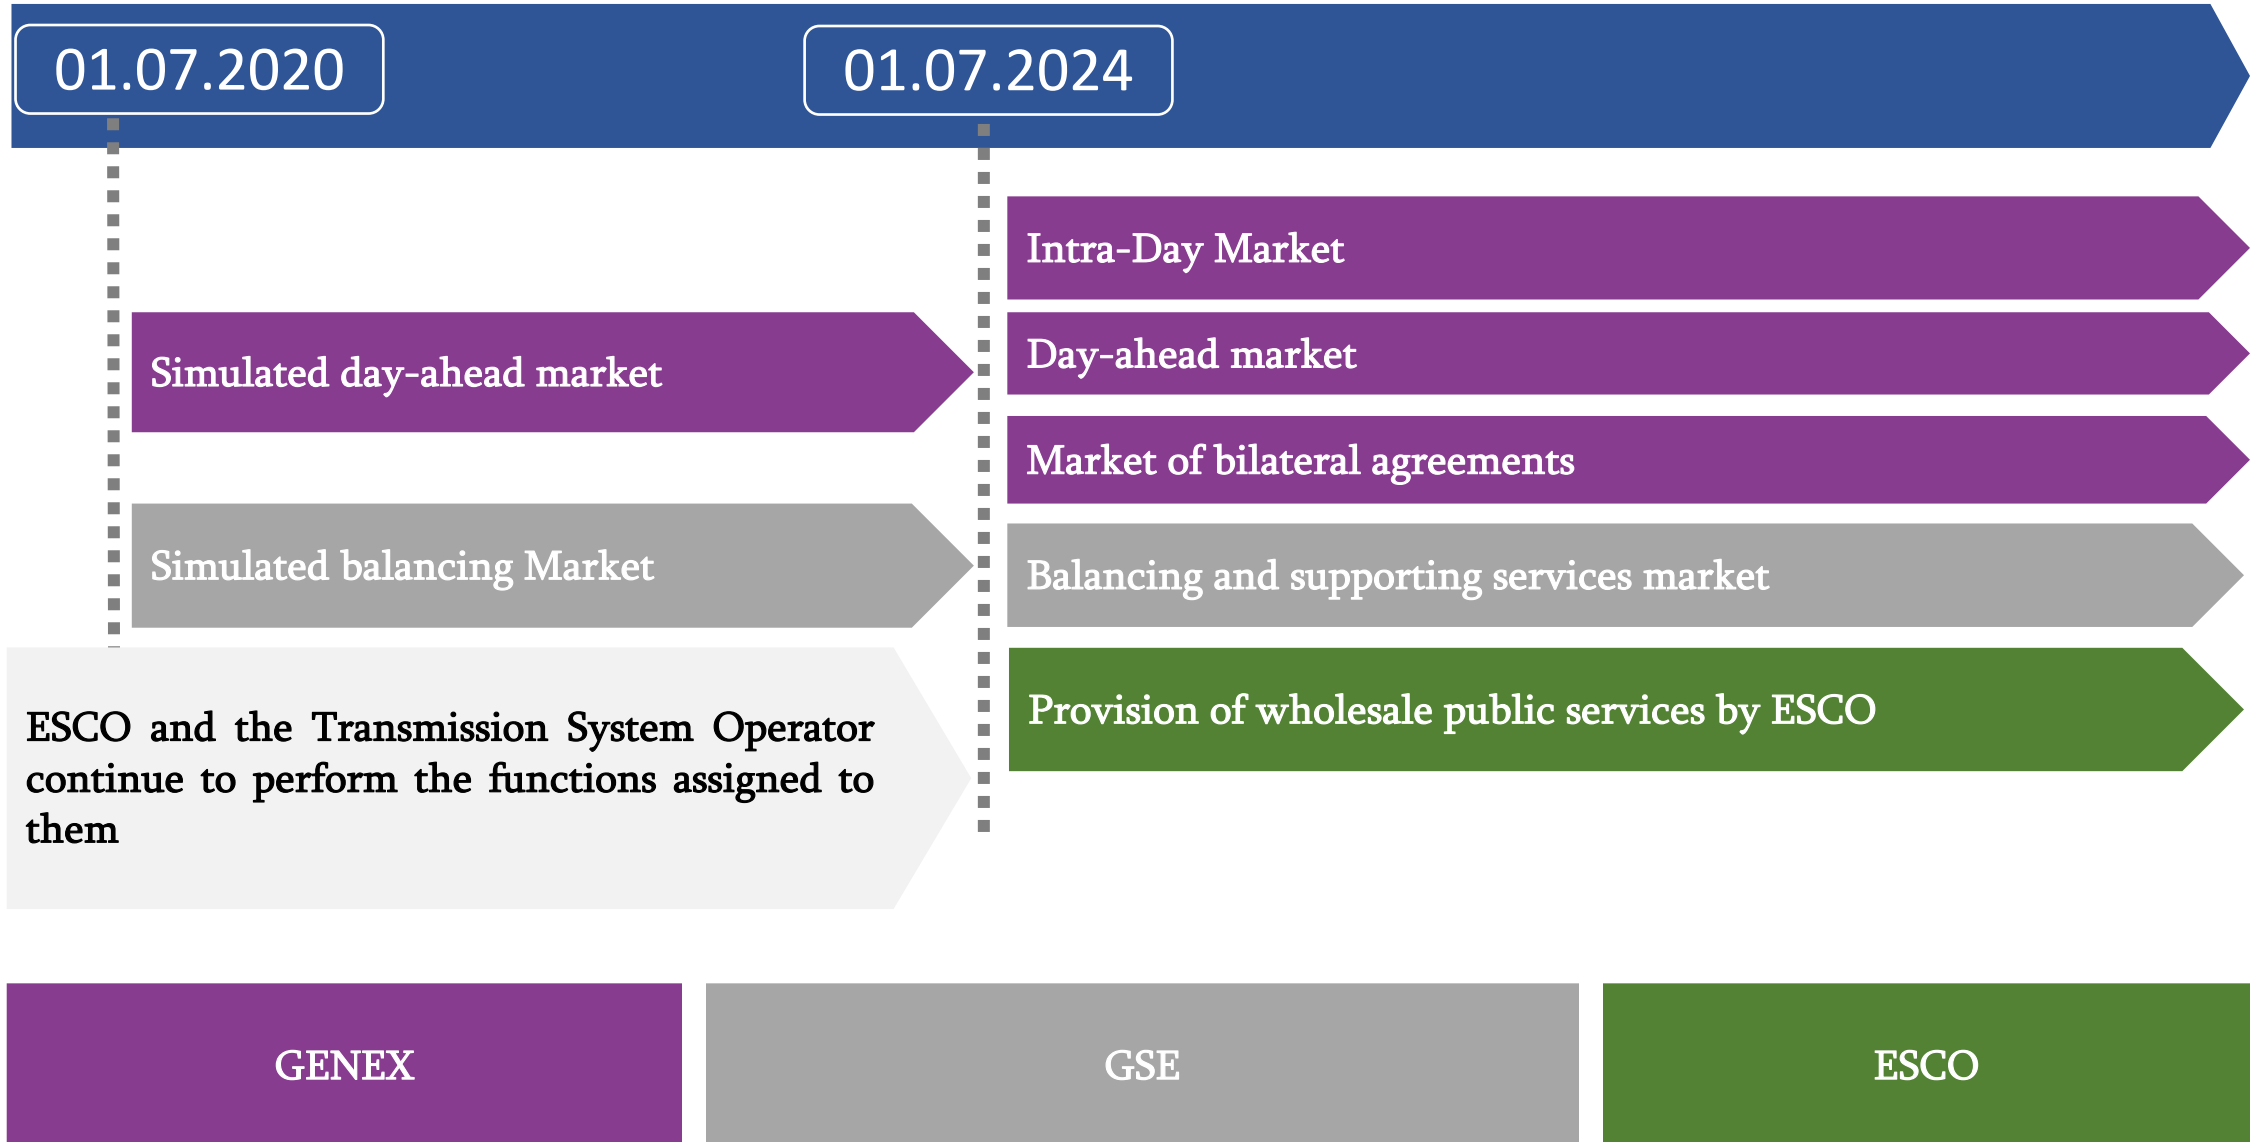 01.07.2020
01.07.2024
Intra-Day Market
Simulated day-ahead market
Day-ahead market
Market of bilateral agreements
Simulated balancing Market
Balancing and supporting services market
ESCO and the Transmission System Operator
continue to perform the functions assigned to
them
Provision of wholesale public services by ESCO
GENEX
GSE
ESCO